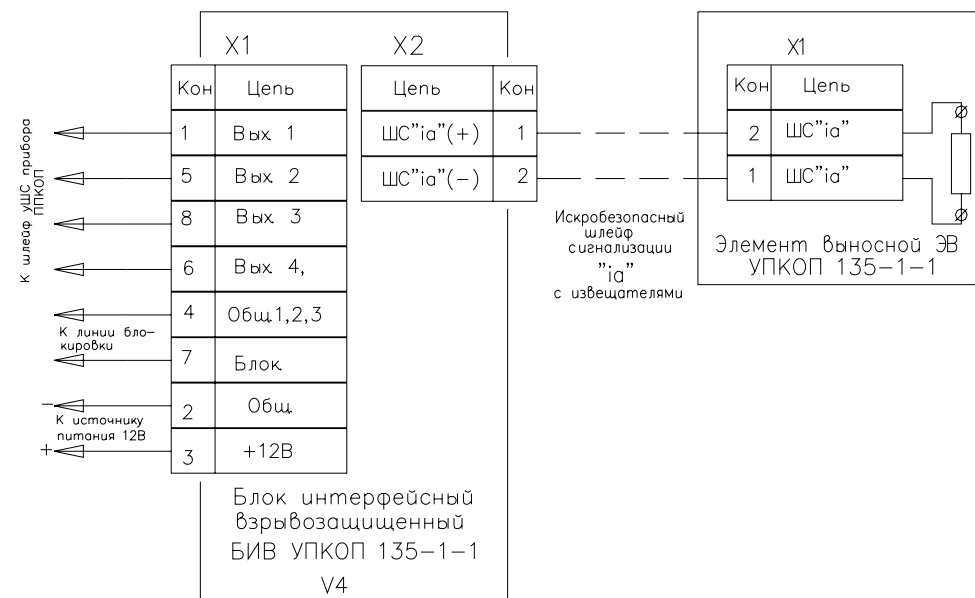 X1
X2
Кон Цепь
1 Вых. 1
5 Вых. 2
8 Вых. 3
6 Вых. 4,
4 Общ.1,2,3
7 Блок.
2 Общ.
3 +12В
Цепь Кон
ШС"ia"(+) 1
ШС"ia"(–) 2
К шлейф уШС прибора
ППКОП
К линии бло–
кировки
–
К источнику
питания 12В
+
Блок интерфейсный
взрывозащищенный
БИВ УПКОП 135–1–1
V4
Искробезопасный
шлейф
сигнализации
"ia"
с извещателями
X1
Кон Цепь
2 ШС"ia"
1 ШС"ia"
Элемент выносной ЭВ
УПКОП 135–1–1